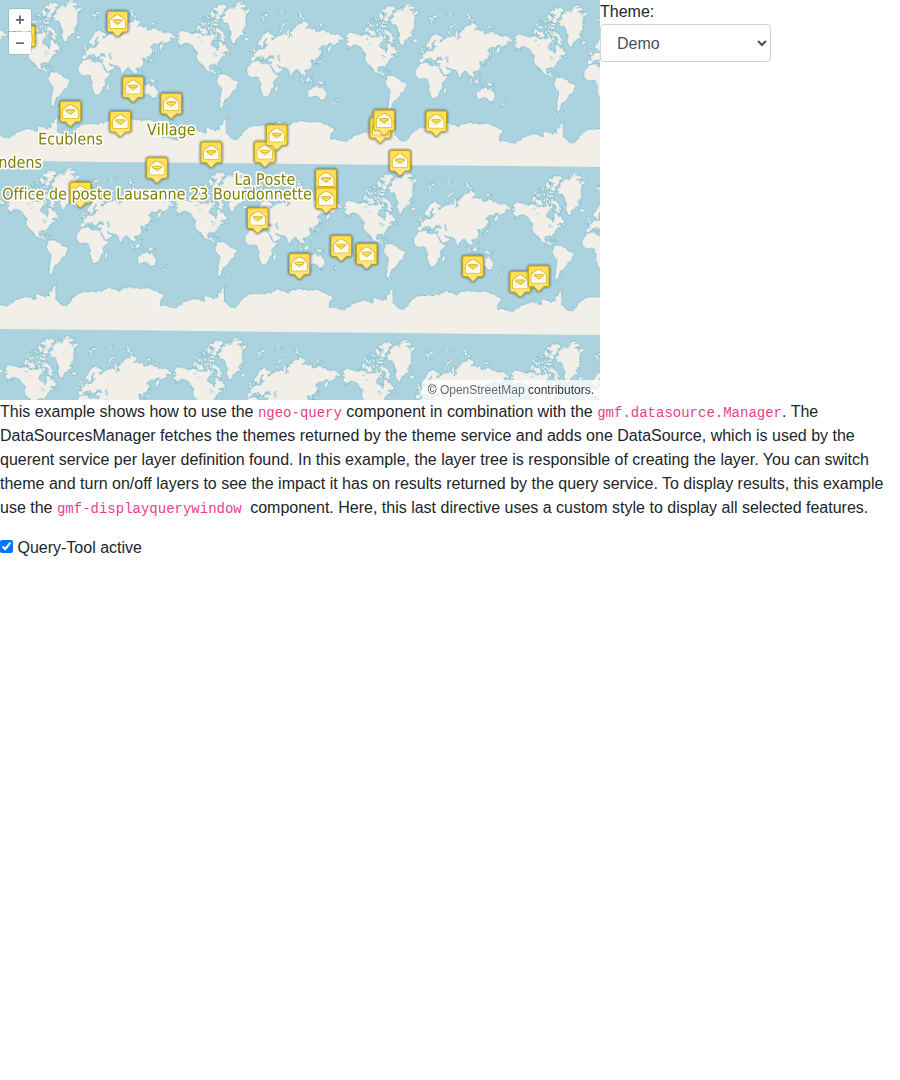 +
−
Theme:
Demo
Ecublens
Village
ndens
La Poste
Office de poste Lausanne 23 Bourdonnette
© OpenStreetMap contributors.
This example shows how to use the ngeo-query component in combination with the gmf.datasource.Manager. The
DataSourcesManager fetches the themes returned by the theme service and adds one DataSource, which is used by the
querent service per layer definition found. In this example, the layer tree is responsible of creating the layer. You can switch
theme and turn on/off layers to see the impact it has on results returned by the query service. To display results, this example
use the gmf-displayquerywindow component. Here, this last directive uses a custom style to display all selected features.
Query-Tool active